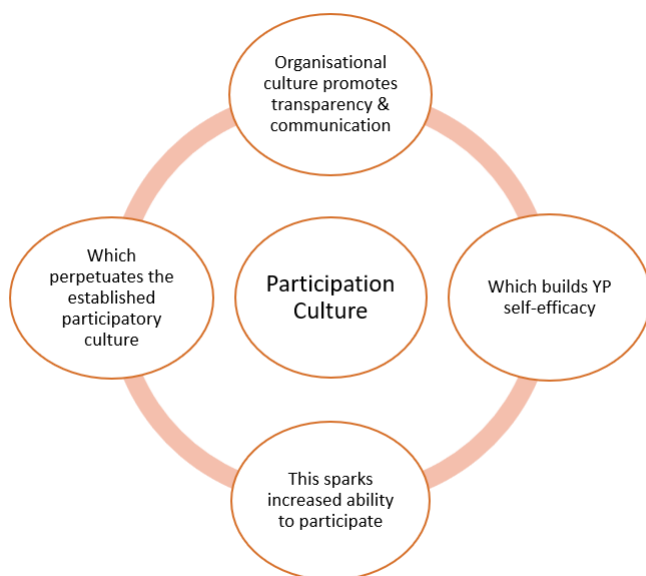 Organisational
culture promotes
transparency &
communication
Which builds YP
self-efficacy
This sparks
increased ability
to participate
Which
perpetuates the
established
participatory
culture
Participation
Culture